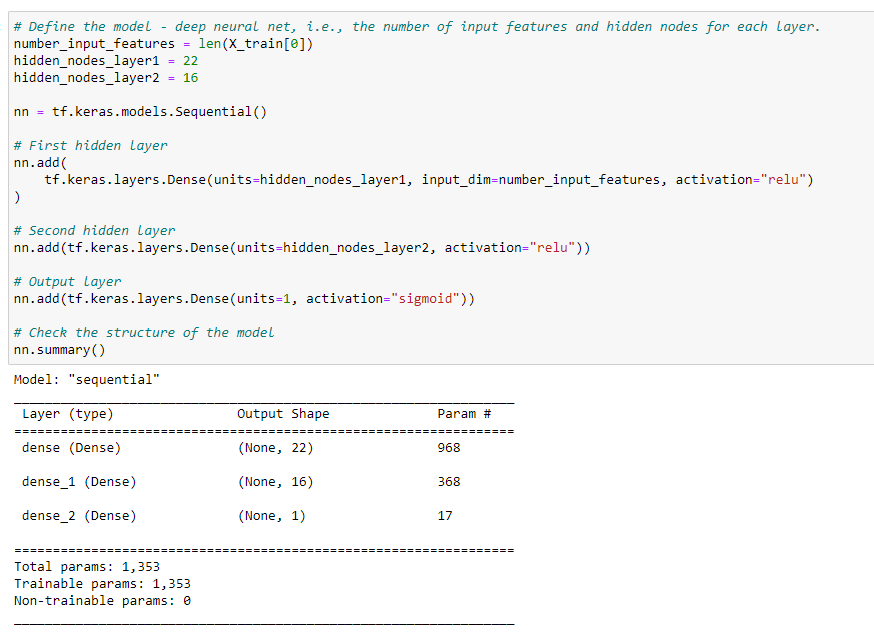 # Define the model - deep neural net, i.e., the number of input features and hidden nodes for each layer.
number_input_features = len(X_train[0])
hidden_nodes_layer1 = 22
hidden_nodes_layer2 = 16
nn = tf.keras.models.Sequential()
# First hidden layer
nn.add(
    tf.keras.layers.Dense(units=hidden_nodes_layer1, input_dim=number_input_features, activation="relu")
)
# Second hidden layer
nn.add(tf.keras.layers.Dense(units=hidden_nodes_layer2, activation="relu"))
# Output layer
nn.add(tf.keras.layers.Dense(units=1, activation="sigmoid"))
# Check the structure of the model
nn.summary()
Model: "sequential"
_________________________________________________________________
Layer (type) Output Shape Param #
=================================================================
dense (Dense) (None, 22) 968
dense_1 (Dense) (None, 16) 368
dense_2 (Dense) (None, 1) 17
=================================================================
Total params: 1,353
Trainable params: 1,353
Non-trainable params: 0
_________________________________________________________________